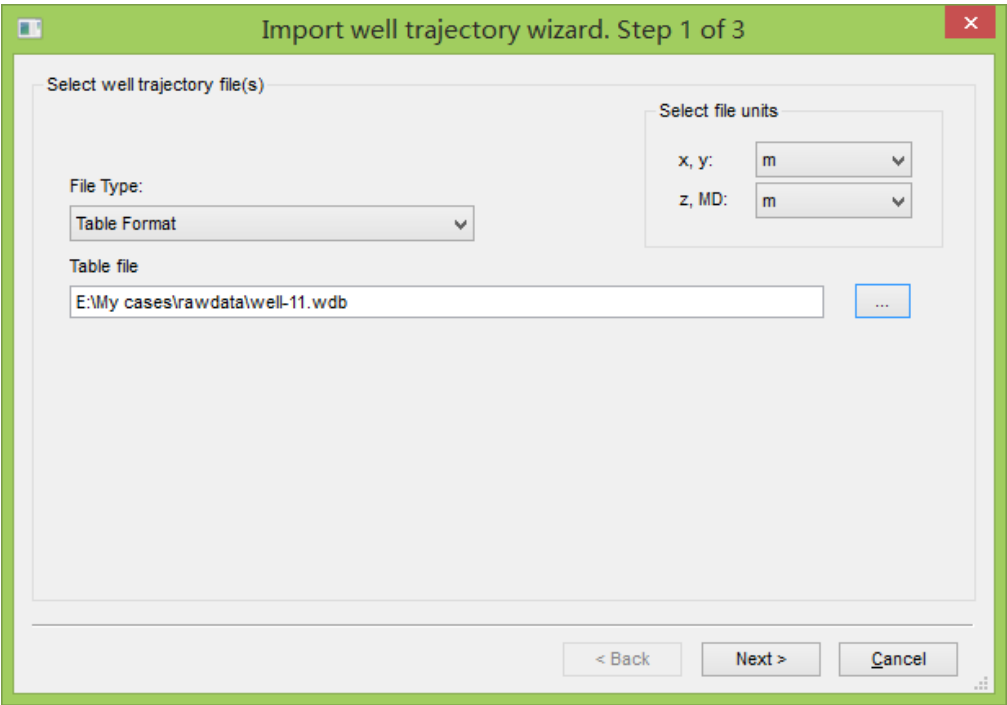 Import well trajectory wizard. Step 1 of 3
Select well trajectory file(s)
Select file units
x, y:
m
z, MD:
m
File Type:
Table Format
Table file
E:\My cases\rawdata\well-11.wdb
...
< Back
Next >
Cancel